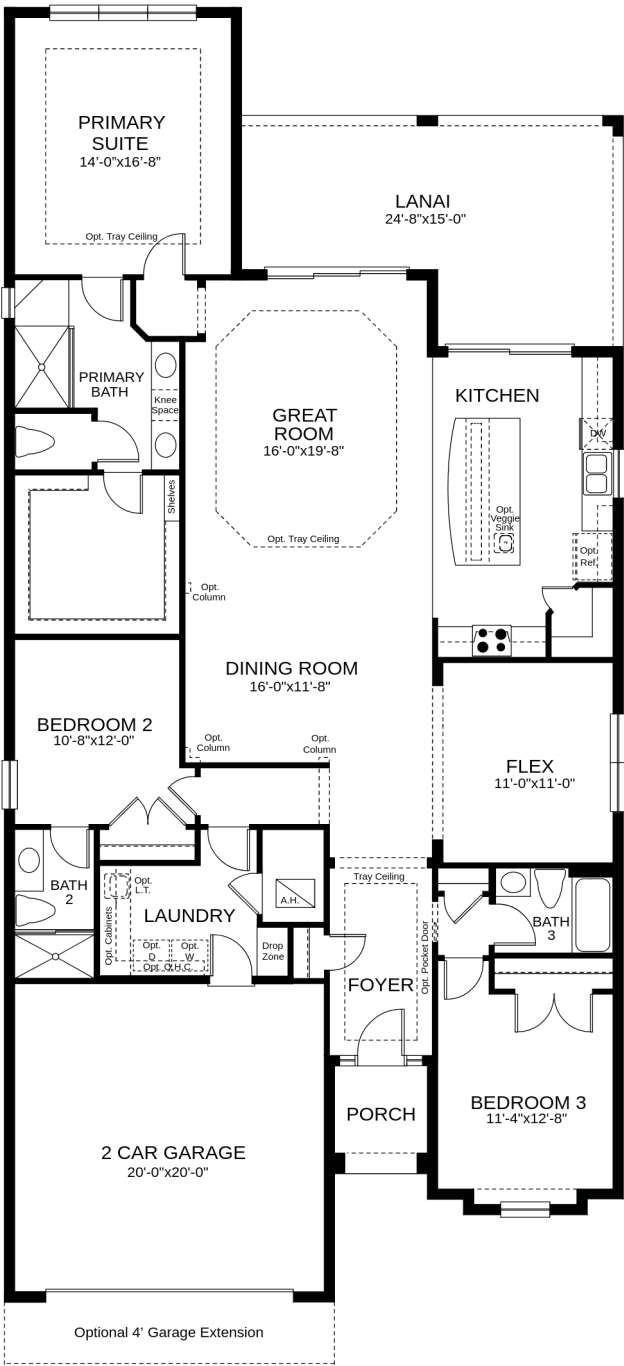 PRIMARY
SUITE
14'-0"x16'-8"
Opt. Tray Ceiling
LANAI
24'-8"x15'-0"
PRIMARY
BATH
Knee
Space
Shelves
GREAT
ROOM
16'-0"x19'-8"
Opt. Tray Ceiling
KITCHEN
DW
Opt.
Veggie
Sink
Opt.
Ref.
Opt.
Column
DINING ROOM
16'-0"x11'-8"
Opt.
Column
Opt.
Column
BEDROOM 2
10'-8"x12'-0"
FLEX
11'-0"x11'-0"
BATH
2
Opt.
L.T.
LAUNDRY
Opt. Cabinets
Opt.
D
Opt.
W
Opt. O.H.C.
A.H.
Drop
Zone
Tray Ceiling
FOYER
Opt. Pocket Door
BATH
3
PORCH
BEDROOM 3
11'-4"x12'-8"
2 CAR GARAGE
20'-0"x20'-0"
Optional 4' Garage Extension